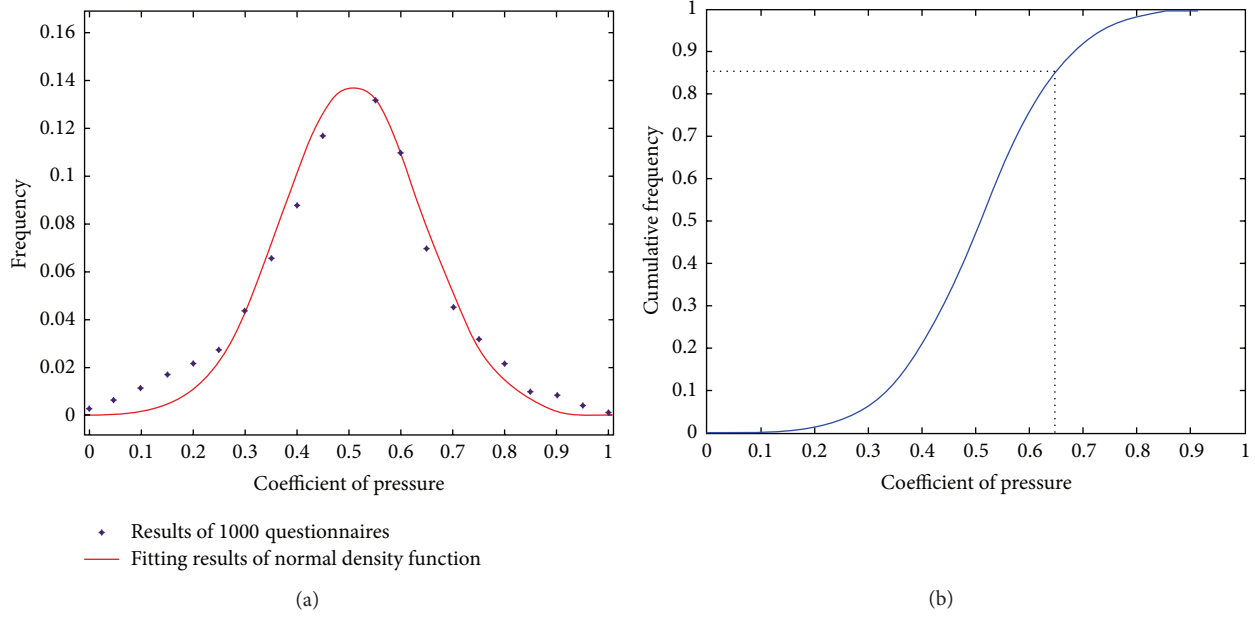 0.16
0.14
0.12
0.1
0.08
0.06
0.04
0.02
0
Frequency
0 0.1 0.2 0.3 0.4 0.5 0.6 0.7 0.8 0.9 1
Coefficient of pressure
Results of 1000 questionnaires
Fitting results of normal density function
(a)
1
0.9
0.8
0.7
0.6
0.5
0.4
0.3
0.2
0.1
0
Cumulative frequency
0 0.1 0.2 0.3 0.4 0.5 0.6 0.7 0.8 0.9 1
Coefficient of pressure
(b)